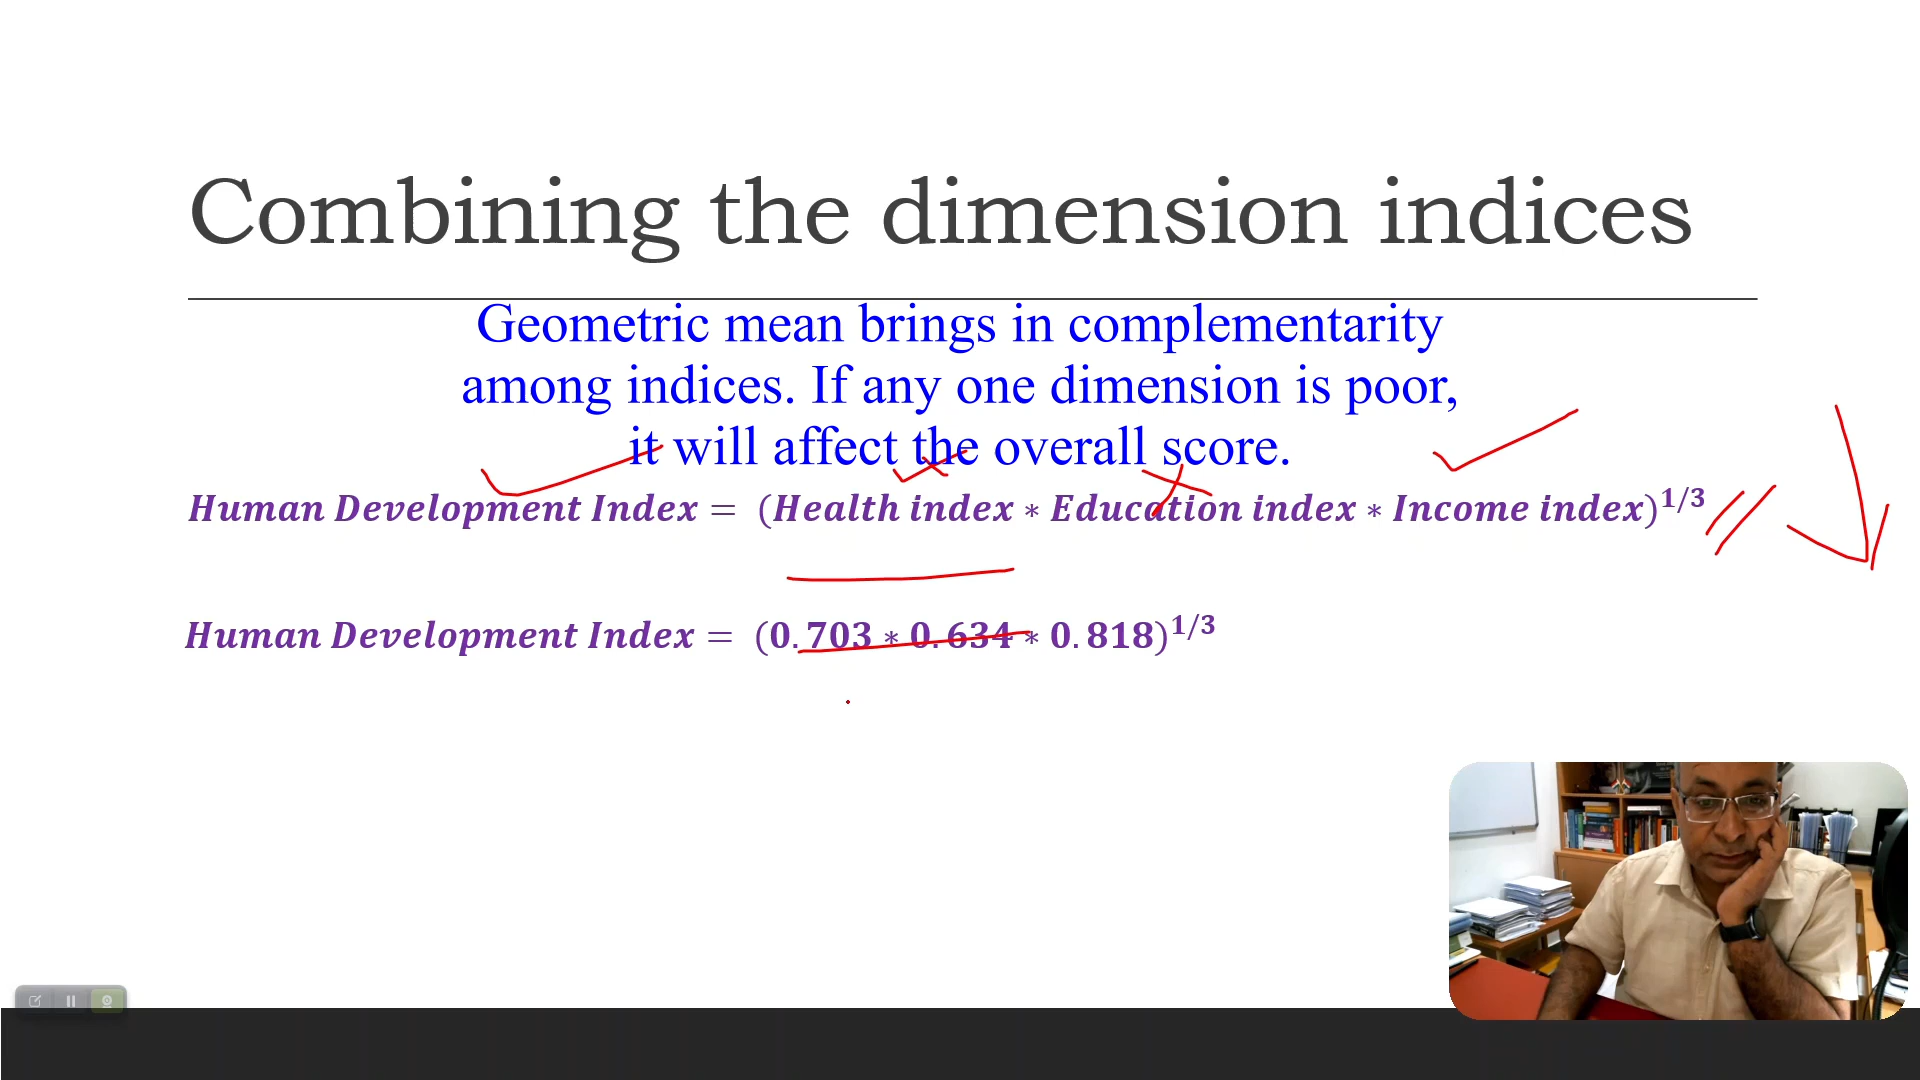 Combining the dimension indices
Geometric mean brings in complementarity
among indices. If any one dimension is poor,
it will affect the overall score.
Human Development Index = (Health index * Education index * Income index)^{1/3}
Human Development Index = (0.703 * 0.634 * 0.818)^{1/3}